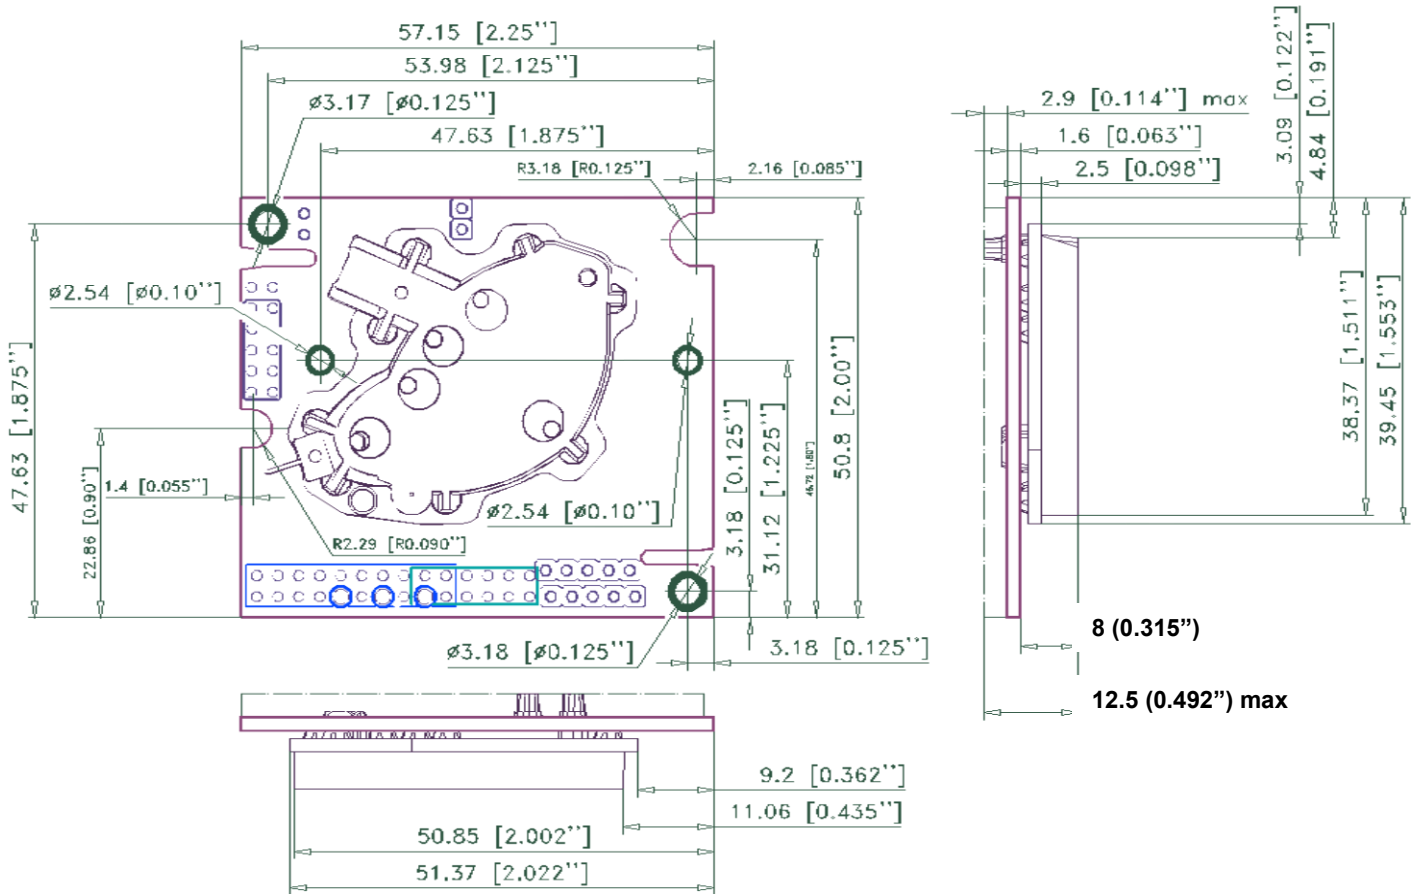 57.15 [2.25'']
53.98 [2.125'']
ø3.17 [ø0.125'']
47.63 [1.875'']
R3.18 [R0.125'']
2.16 [0.085'']
2.9 [0.114''] max
1.6 [0.063'']
2.5 [0.098'']
3.09 [0.122'']
4.84 [0.191'']
ø2.54 [ø0.10'']
47.63 [1.875'']
22.86 [0.90'']
1.4 [0.055'']
R2.29 [R0.090'']
ø2.54 [ø0.10'']
3.18 [0.125'']
31.12 [1.225'']
50.8 [2.00'']
38.37 [1.511'']
39.45 [1.553'']
ø3.18 [ø0.125'']
3.18 [0.125'']
8 (0.315”)
12.5 (0.492”) max
9.2 [0.362'']
11.06 [0.435'']
50.85 [2.002'']
51.37 [2.022'']